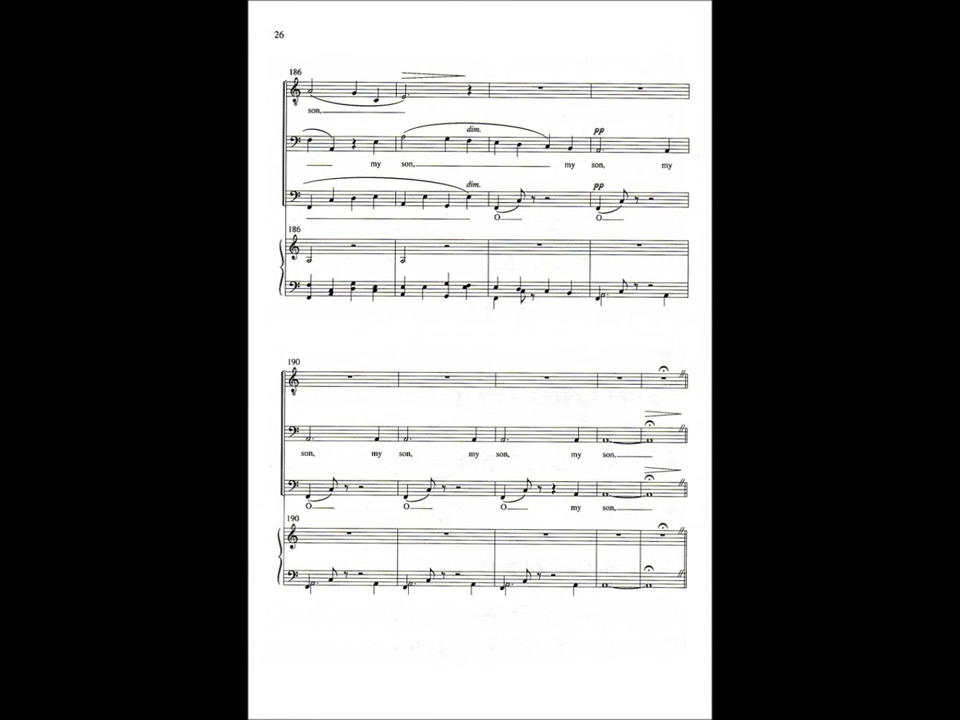 26
186
son,
dim.
my son, my son, my
dim.
pp
pp
O O
186
190
son, my son, my son, my son,
O O O my son,
190